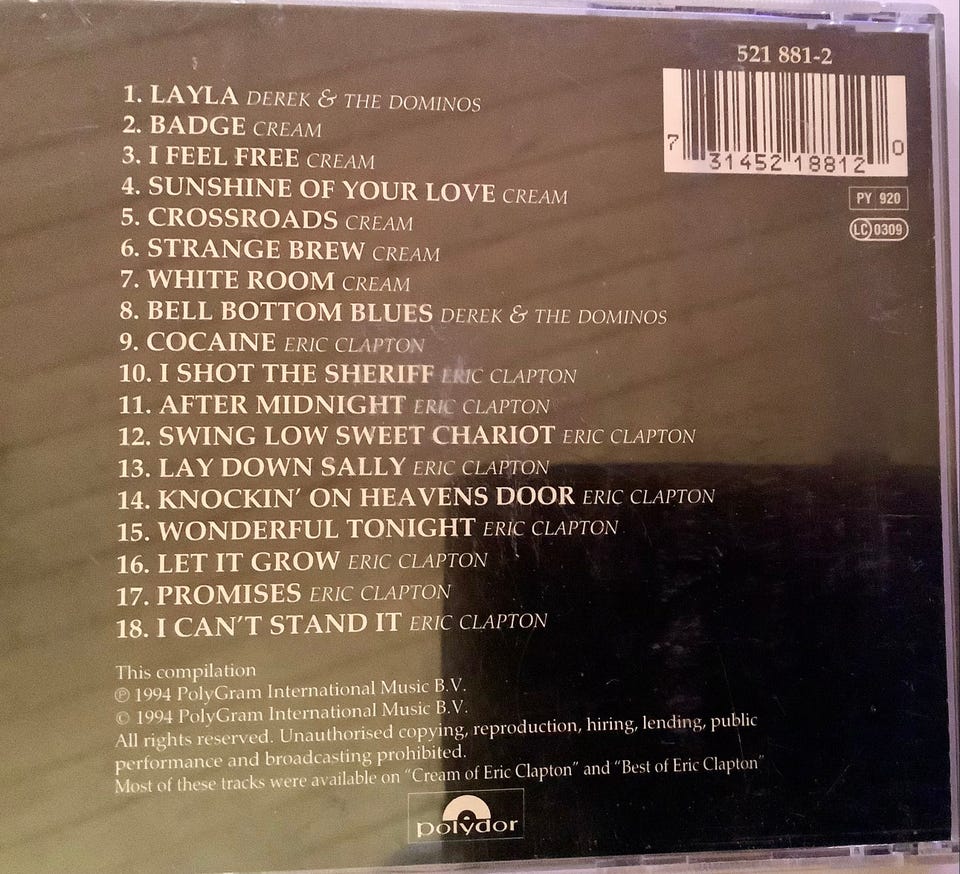 521 881-2
7 31452 18812 0
PY 920
LC 0309
1. LAYLA DEREK & THE DOMINOS
2. BADGE CREAM
3. I FEEL FREE CREAM
4. SUNSHINE OF YOUR LOVE CREAM
5. CROSSROADS CREAM
6. STRANGE BREW CREAM
7. WHITE ROOM CREAM
8. BELL BOTTOM BLUES DEREK & THE DOMINOS
9. COCAINE ERIC CLAPTON
10. I SHOT THE SHERIFF ERIC CLAPTON
11. AFTER MIDNIGHT ERIC CLAPTON
12. SWING LOW SWEET CHARIOT ERIC CLAPTON
13. LAY DOWN SALLY ERIC CLAPTON
14. KNOCKIN' ON HEAVENS DOOR ERIC CLAPTON
15. WONDERFUL TONIGHT ERIC CLAPTON
16. LET IT GROW ERIC CLAPTON
17. PROMISES ERIC CLAPTON
18. I CAN'T STAND IT ERIC CLAPTON
This compilation
℗ 1994 PolyGram International Music B.V.
© 1994 PolyGram International Music B.V.
All rights reserved. Unauthorised copying, reproduction, hiring, lending, public
performance and broadcasting prohibited.
Most of these tracks were available on "Cream of Eric Clapton" and "Best of Eric Clapton"
polydor